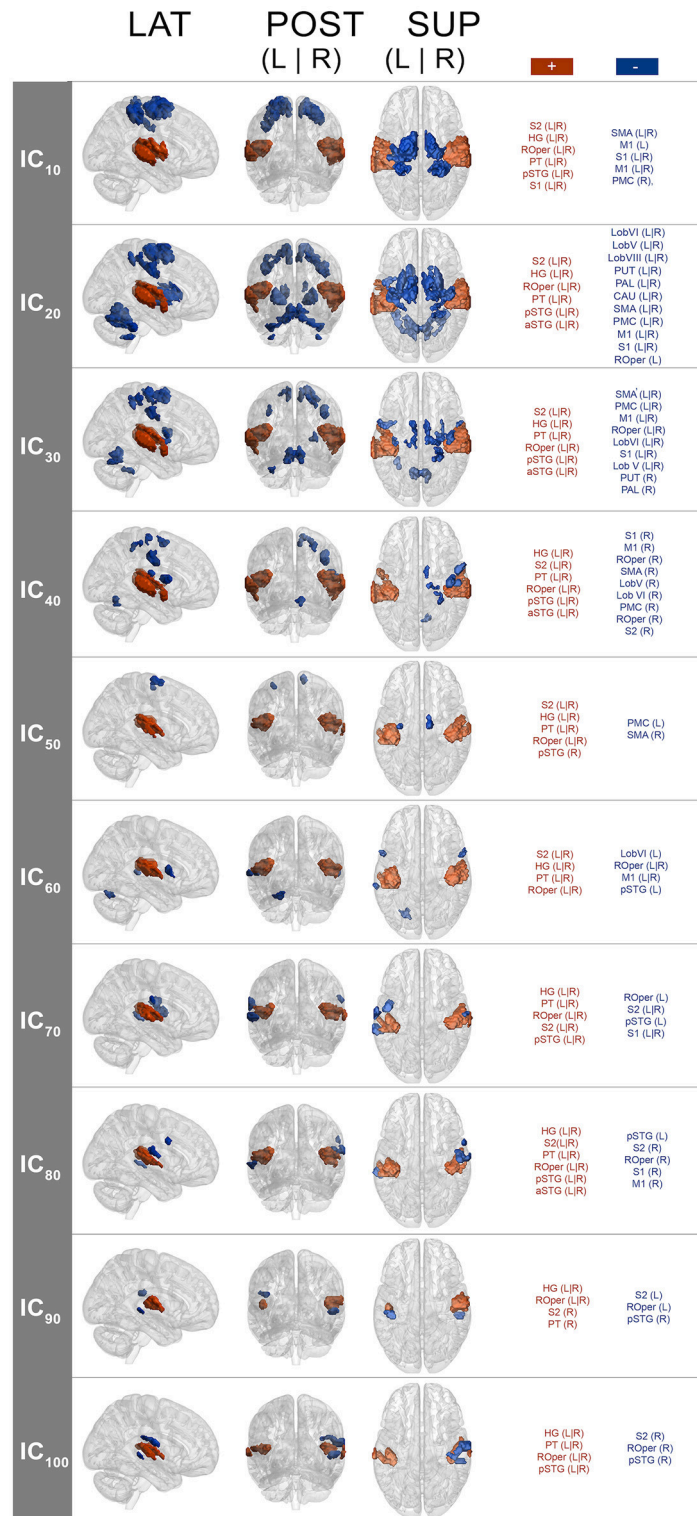 LAT POST SUP
(L | R) (L | R)
+ -
IC10
S2 (L|R)
HG (L|R)
ROper (L|R)
PT (L|R)
pSTG (L|R)
S1 (L|R)
SMA (L|R)
M1 (L)
S1 (L|R)
M1 (L|R)
PMC (R).
IC20
S2 (L|R)
HG (L|R)
ROper (L|R)
PT (L|R)
pSTG (L|R)
aSTG (L|R)
LobVI (L|R)
LobV (L|R)
LobVIII (L|R)
PUT (L|R)
PAL (L|R)
CAU (L|R)
SMA (L|R)
PMC (L|R)
M1 (L|R)
S1 (L|R)
ROper (L)
IC30
S2 (L|R)
HG (L|R)
PT (L|R)
ROper (L|R)
pSTG (L|R)
aSTG (L|R)
SMA' (L|R)
PMC (L|R)
M1 (L|R)
ROper (L|R)
LobVI (L|R)
S1 (L|R)
Lob V (L|R)
PUT (R)
PAL (R)
IC40
HG (L|R)
S2 (L|R)
PT (L|R)
ROper (L|R)
pSTG (L|R)
aSTG (L|R)
S1 (R)
M1 (R)
ROper (R)
SMA (R)
LobV (R)
Lob VI (R)
PMC (R)
ROper (R)
S2 (R)
IC50
S2 (L|R)
HG (L|R)
PT (L|R)
ROper (L|R)
pSTG (R)
PMC (L)
SMA (R)
IC60
S2 (L|R)
HG (L|R)
PT (L|R)
ROper (L|R)
LobVI (L)
ROper (L|R)
M1 (L|R)
pSTG (L)
IC70
HG (L|R)
PT (L|R)
ROper (L|R)
S2 (L|R)
pSTG (L|R)
ROper (L)
S2 (L|R)
pSTG (L)
S1 (L|R)
IC80
HG (L|R)
S2(L|R)
PT (L|R)
ROper (L|R)
pSTG (L|R)
aSTG (L|R)
pSTG (L)
S2 (R)
ROper (R)
S1 (R)
M1 (R)
IC90
HG (L|R)
ROper (L|R)
S2 (R)
PT (R)
S2 (L)
ROper (L)
pSTG (R)
IC100
HG (L|R)
PT (L|R)
ROper (L|R)
pSTG (L|R)
S2 (R)
ROper (R)
pSTG (R)